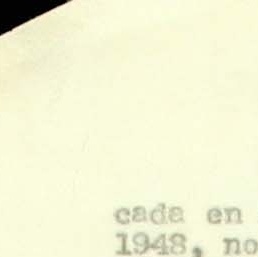 cada en
1948, no